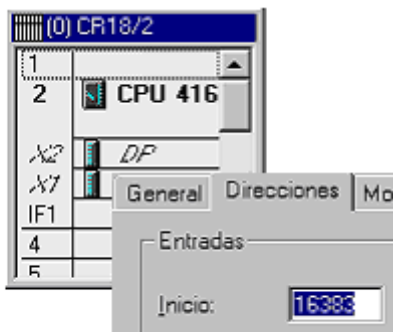 (0) CR18/2
1
2 CPU 416
X2 DP
X1
IF1
4
5
General Direcciones Mo
Entradas
Inicio: 16383